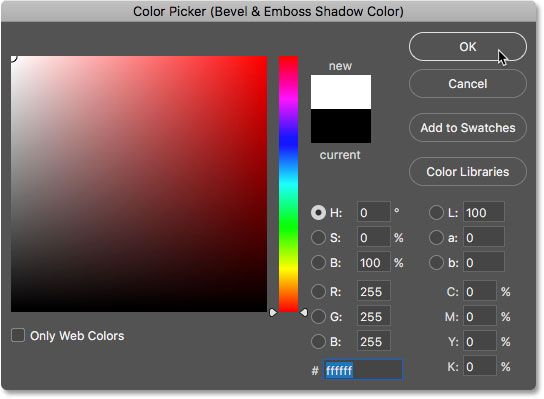 Color Picker (Bevel & Emboss Shadow Color)
new
current
OK
Cancel
Add to Swatches
Color Libraries
H: 0 °
S: 0 %
B: 100 %
R: 255
G: 255
B: 255
# ffffff
L: 100
a: 0
b: 0
C: 0 %
M: 0 %
Y: 0 %
K: 0 %
Only Web Colors